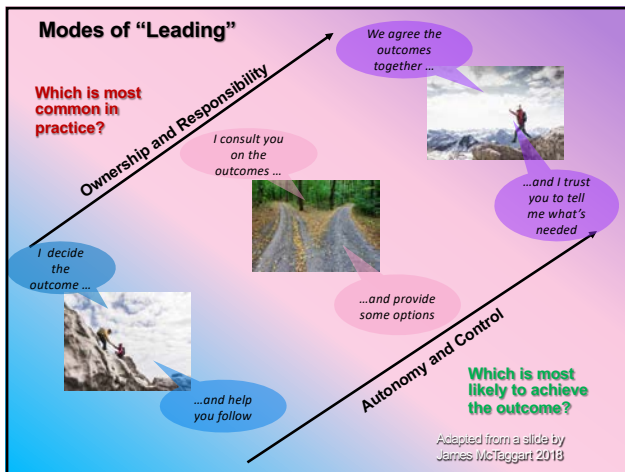 Modes of “Leading”
We agree the
outcomes
together …
Which is most
common in
practice?
Ownership and Responsibility
I consult you
on the
outcomes …
…and I trust
you to tell
me what’s
needed
I decide
the
outcome …
…and provide
some options
Autonomy and Control
…and help
you follow
Which is most
likely to achieve
the outcome?
Adapted from a slide by
James McTaggart 2018